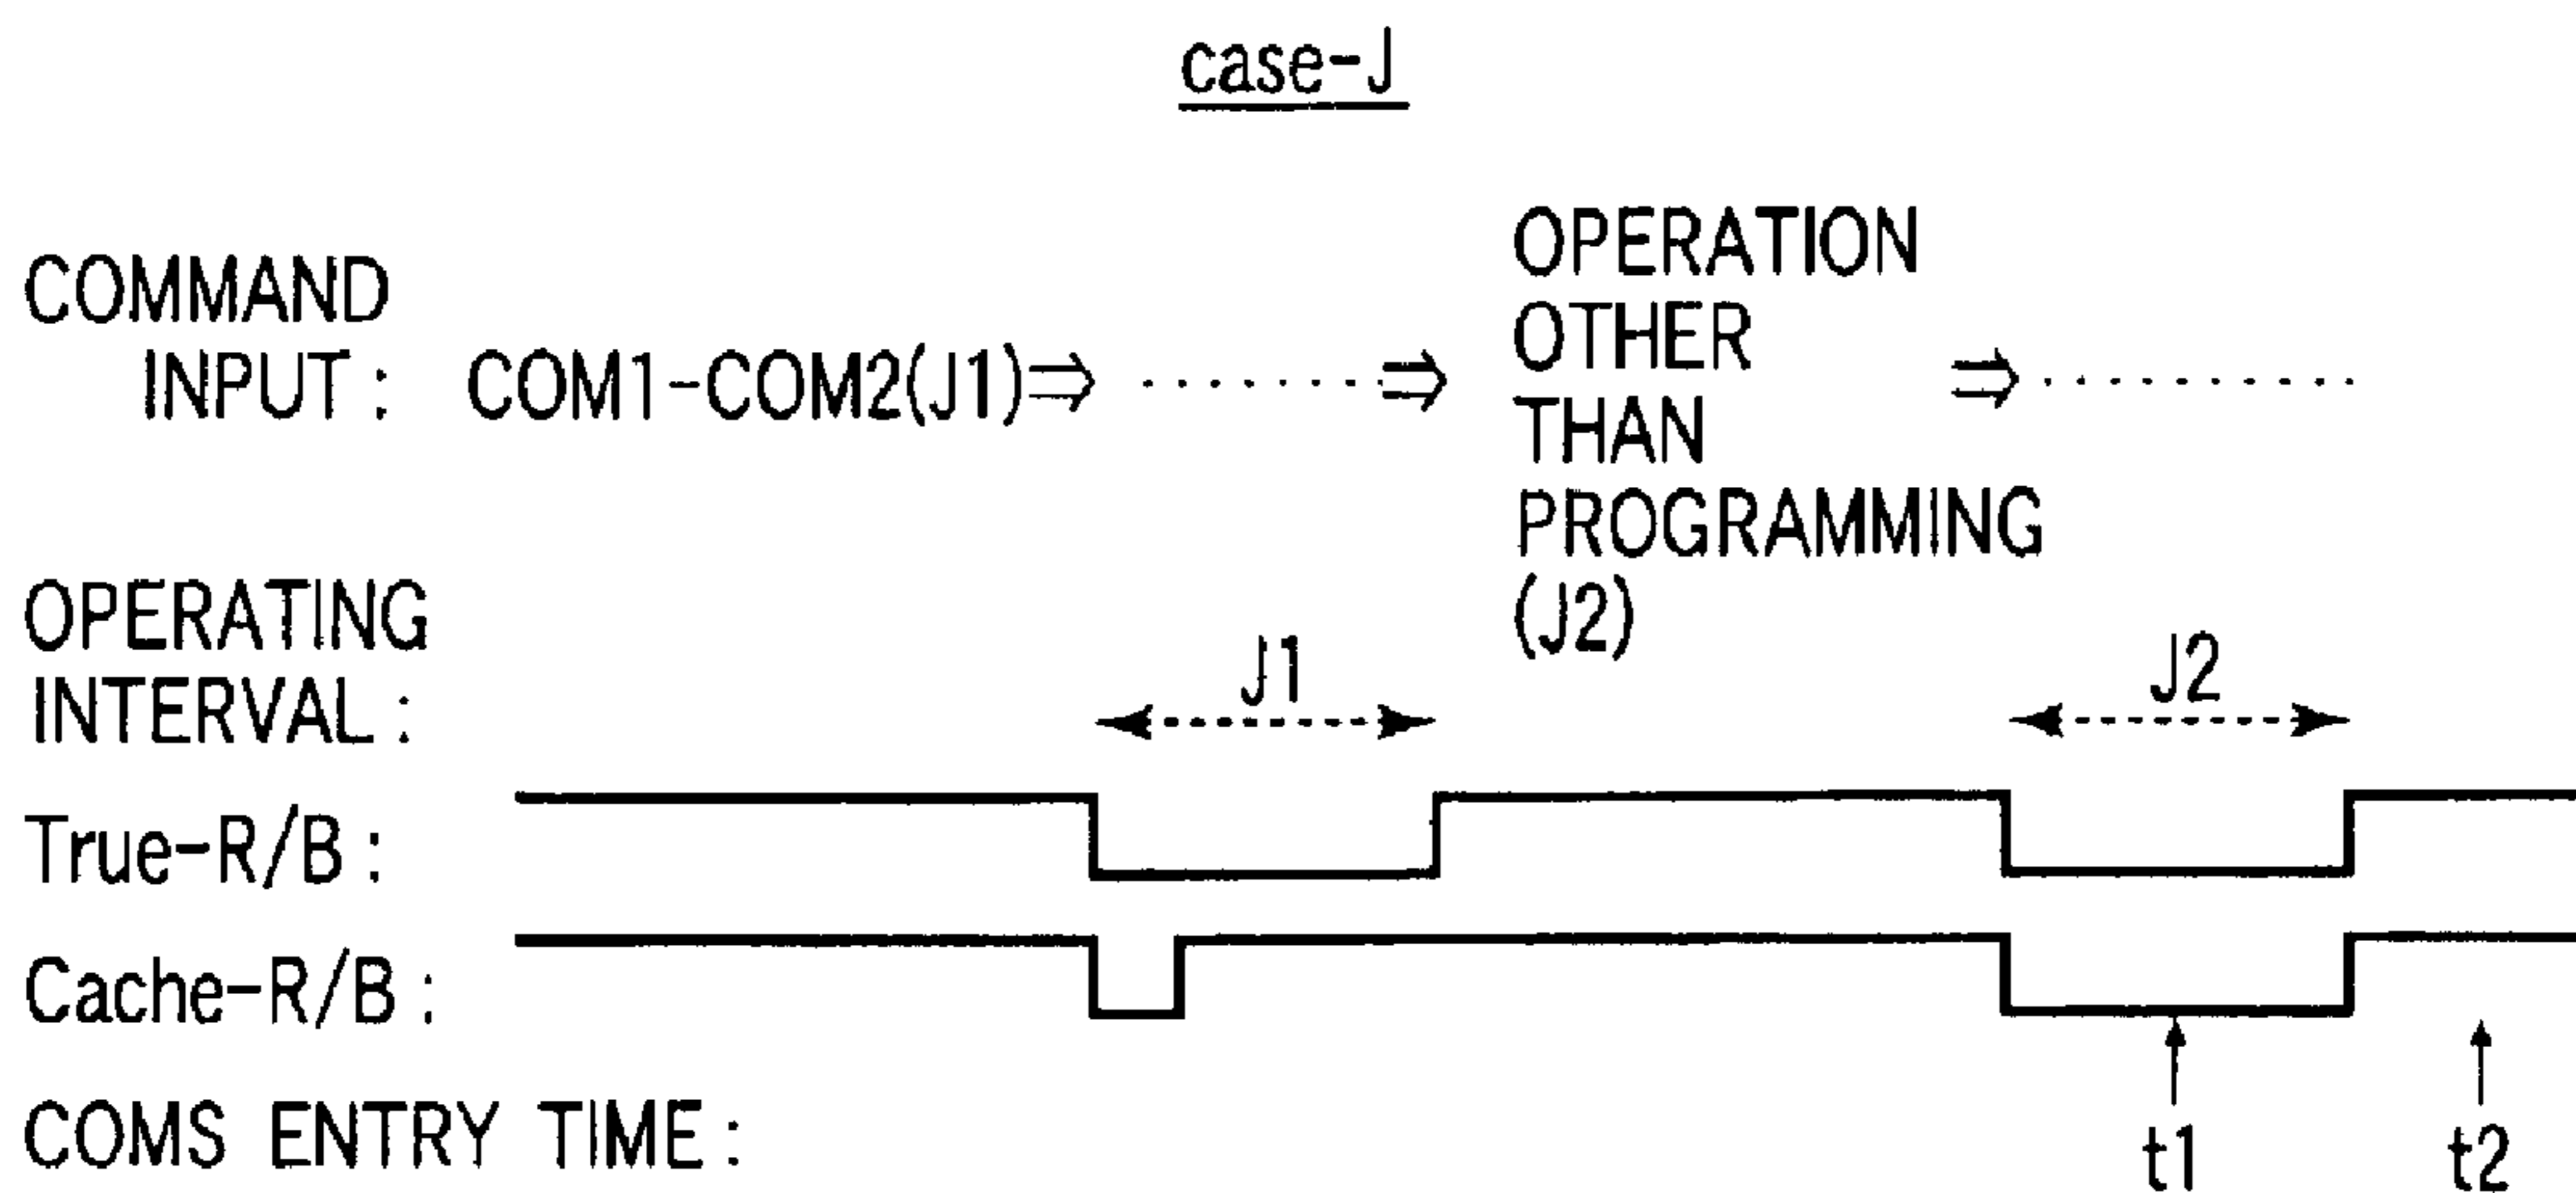 case-J
COMMAND
INPUT : COM1-COM2(J1)⇒ ········⇒ ⇒ ··········
OPERATION
OTHER
THAN
PROGRAMMING
(J2)
OPERATING
INTERVAL :
J1
J2
True-R/B :
Cache-R/B :
COMS ENTRY TIME :
t1
t2